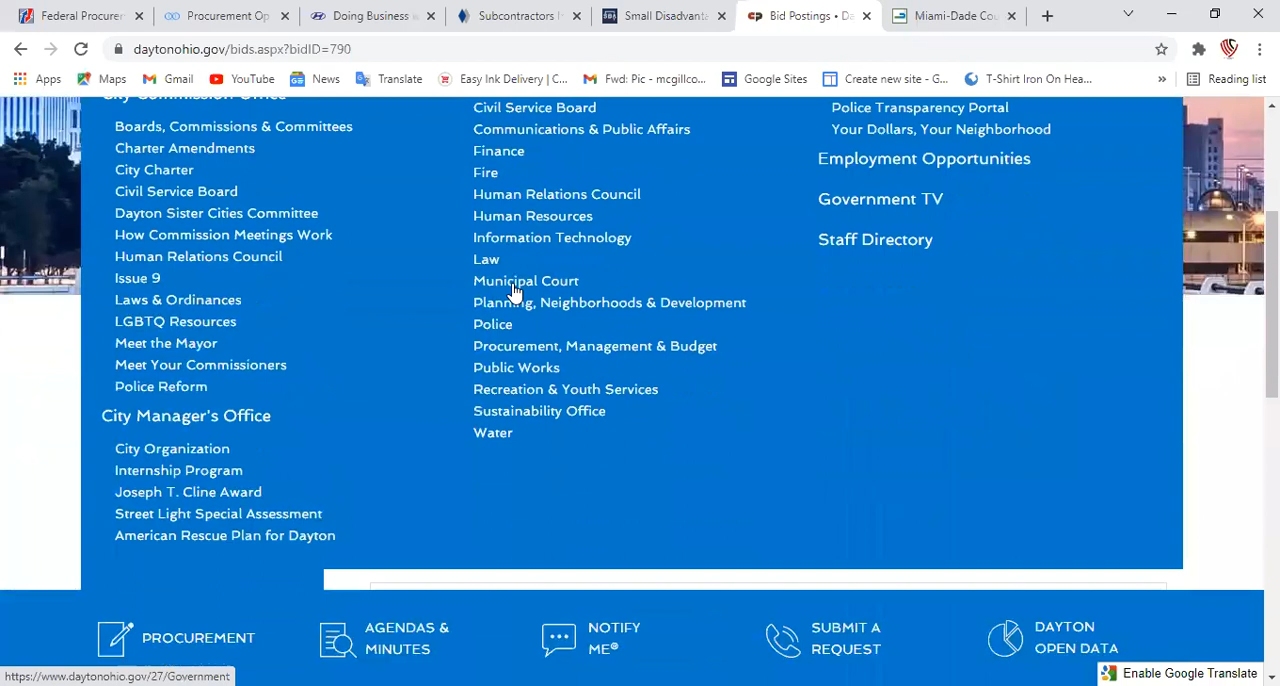 Federal Procurer
Procurement Op
Doing Business w
Subcontractors I
Small Disadvanta
Bid Postings • Da
Miami-Dade Cou
daytonohio.gov/bids.aspx?bidID=790
Apps
Maps
Gmail
YouTube
News
Translate
Easy Ink Delivery | C...
Fwd: Pic - mcgillco...
Google Sites
Create new site - G...
T-Shirt Iron On Hea...
»
Reading list
City Commission Office
Boards, Commissions & Committees
Charter Amendments
City Charter
Civil Service Board
Dayton Sister Cities Committee
How Commission Meetings Work
Human Relations Council
Issue 9
Laws & Ordinances
LGBTQ Resources
Meet the Mayor
Meet Your Commissioners
Police Reform
City Manager's Office
City Organization
Internship Program
Joseph T. Cline Award
Street Light Special Assessment
American Rescue Plan for Dayton
Civil Service Board
Communications & Public Affairs
Finance
Fire
Human Relations Council
Human Resources
Information Technology
Law
Municipal Court
Planning, Neighborhoods & Development
Police
Procurement, Management & Budget
Public Works
Recreation & Youth Services
Sustainability Office
Water
Police Transparency Portal
Your Dollars, Your Neighborhood
Employment Opportunities
Government TV
Staff Directory
PROCUREMENT
AGENDAS &
MINUTES
NOTIFY
ME®
SUBMIT A
REQUEST
DAYTON
OPEN DATA
https://www.daytonohio.gov/27/Government
Enable Google Translate